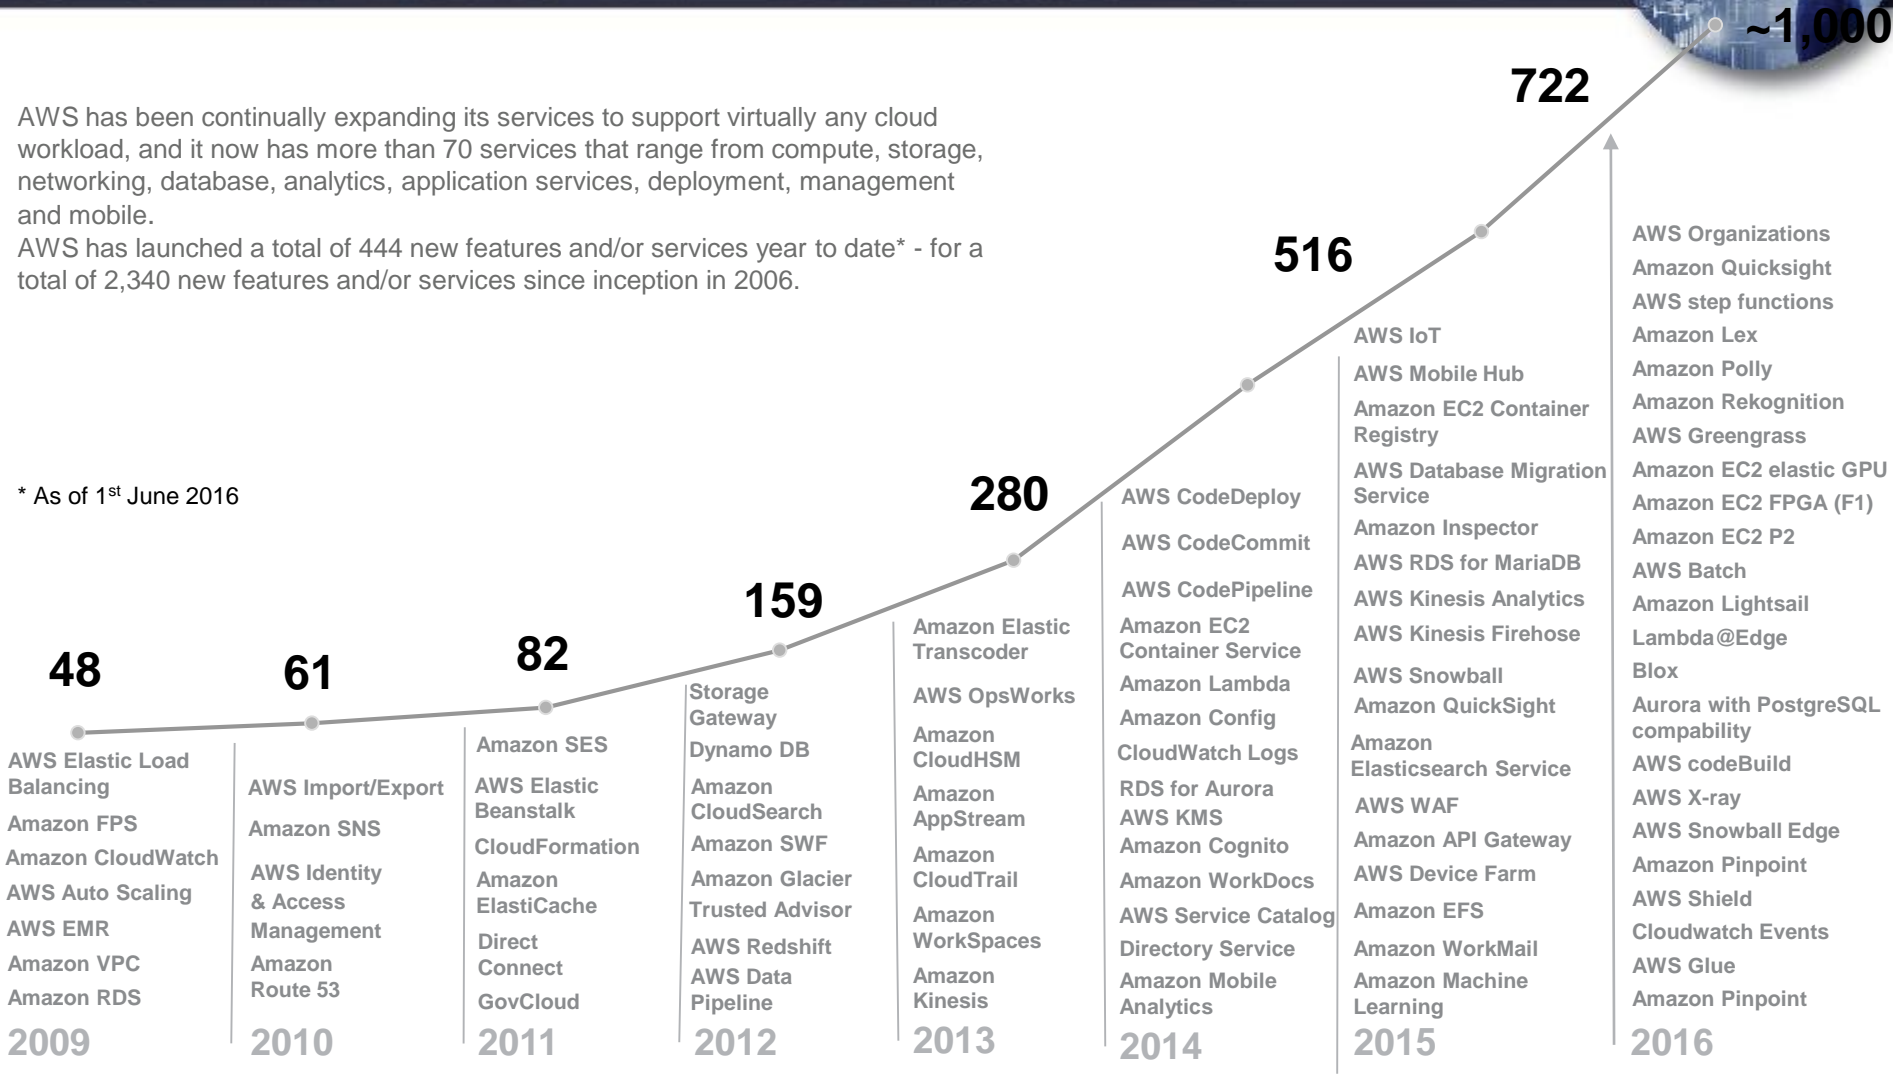 ~1,000
722
AWS has been continually expanding its services to support virtually any cloud
workload, and it now has more than 70 services that range from compute, storage,
networking, database, analytics, application services, deployment, management
and mobile.
AWS has launched a total of 444 new features and/or services year to date* - for a
total of 2,340 new features and/or services since inception in 2006.
516
* As of 1st June 2016
280
159
82
61
48
AWS Elastic Load
Balancing
Amazon FPS
Amazon CloudWatch
AWS Auto Scaling
AWS EMR
Amazon VPC
Amazon RDS
2009
AWS Import/Export
Amazon SNS
AWS Identity
& Access
Management
Amazon
Route 53
2010
Amazon SES
AWS Elastic
Beanstalk
CloudFormation
Amazon
ElastiCache
Direct
Connect
GovCloud
2011
Storage
Gateway
Dynamo DB
Amazon
CloudSearch
Amazon SWF
Amazon Glacier
Trusted Advisor
AWS Redshift
AWS Data
Pipeline
2012
Amazon Elastic
Transcoder
AWS OpsWorks
Amazon
CloudHSM
Amazon
AppStream
Amazon
CloudTrail
Amazon
WorkSpaces
Amazon
Kinesis
2013
AWS CodeDeploy
AWS CodeCommit
AWS CodePipeline
Amazon EC2
Container Service
Amazon Lambda
Amazon Config
CloudWatch Logs
RDS for Aurora
AWS KMS
Amazon Cognito
Amazon WorkDocs
AWS Service Catalog
Directory Service
Amazon Mobile
Analytics
2014
AWS IoT
AWS Mobile Hub
Amazon EC2 Container
Registry
AWS Database Migration
Service
Amazon Inspector
AWS RDS for MariaDB
AWS Kinesis Analytics
AWS Kinesis Firehose
AWS Snowball
Amazon QuickSight
Amazon
Elasticsearch Service
AWS WAF
Amazon API Gateway
AWS Device Farm
Amazon EFS
Amazon WorkMail
Amazon Machine
Learning
2015
AWS Organizations
Amazon Quicksight
AWS step functions
Amazon Lex
Amazon Polly
Amazon Rekognition
AWS Greengrass
Amazon EC2 elastic GPU
Amazon EC2 FPGA (F1)
Amazon EC2 P2
AWS Batch
Amazon Lightsail
Lambda@Edge
Blox
Aurora with PostgreSQL
compability
AWS codeBuild
AWS X-ray
AWS Snowball Edge
Amazon Pinpoint
AWS Shield
Cloudwatch Events
AWS Glue
Amazon Pinpoint
2016